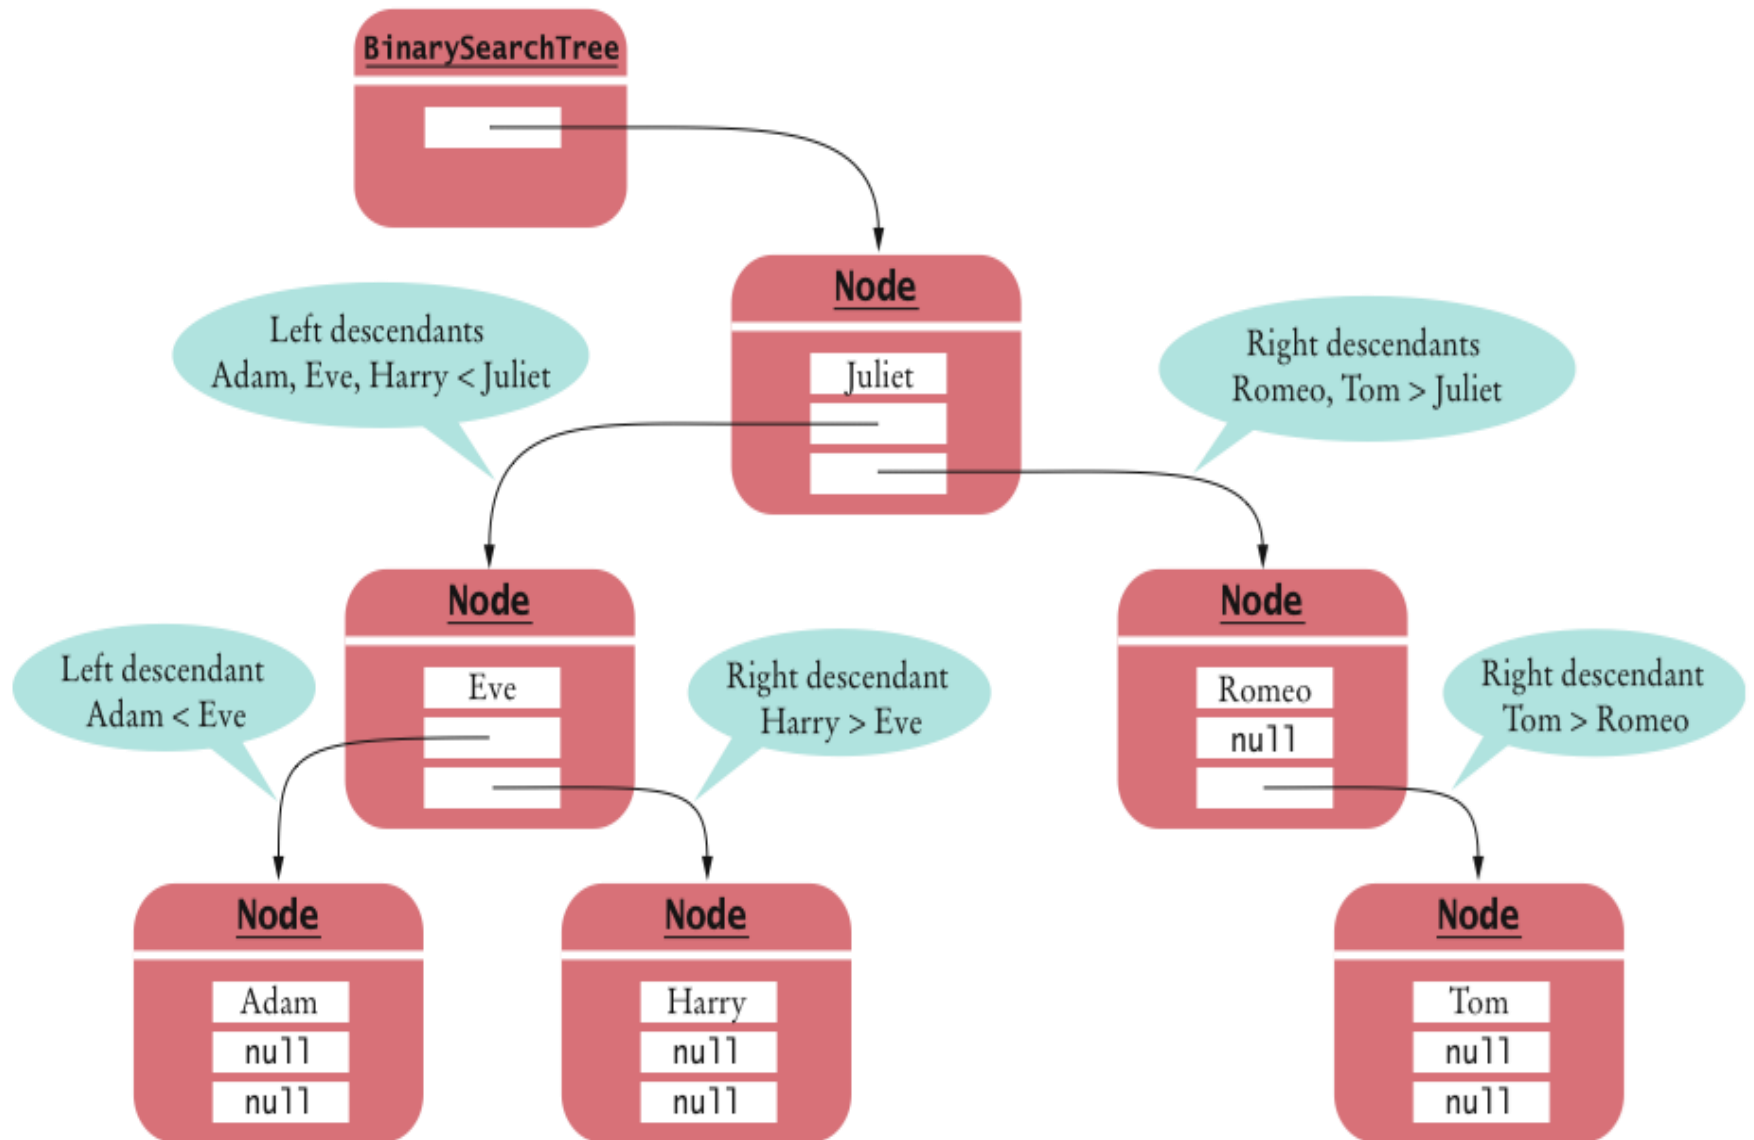 BinarySearchTree
Node
Juliet
Left descendants
Adam, Eve, Harry < Juliet
Right descendants
Romeo, Tom > Juliet
Node
Eve
Left descendant
Adam < Eve
Right descendant
Harry > Eve
Node
Romeo
null
Right descendant
Tom > Romeo
Node
Adam
null
null
Node
Harry
null
null
Node
Tom
null
null